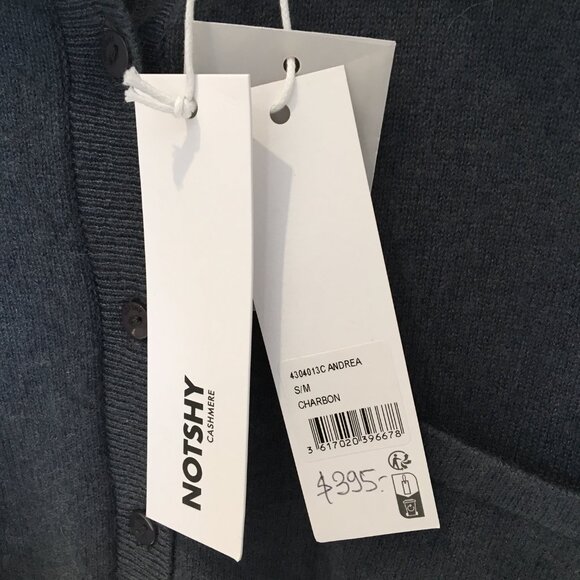 NOTSHY
CASHMERE
4304013C ANDREA
S/M
CHARBON
3 617020 396678
$395.-